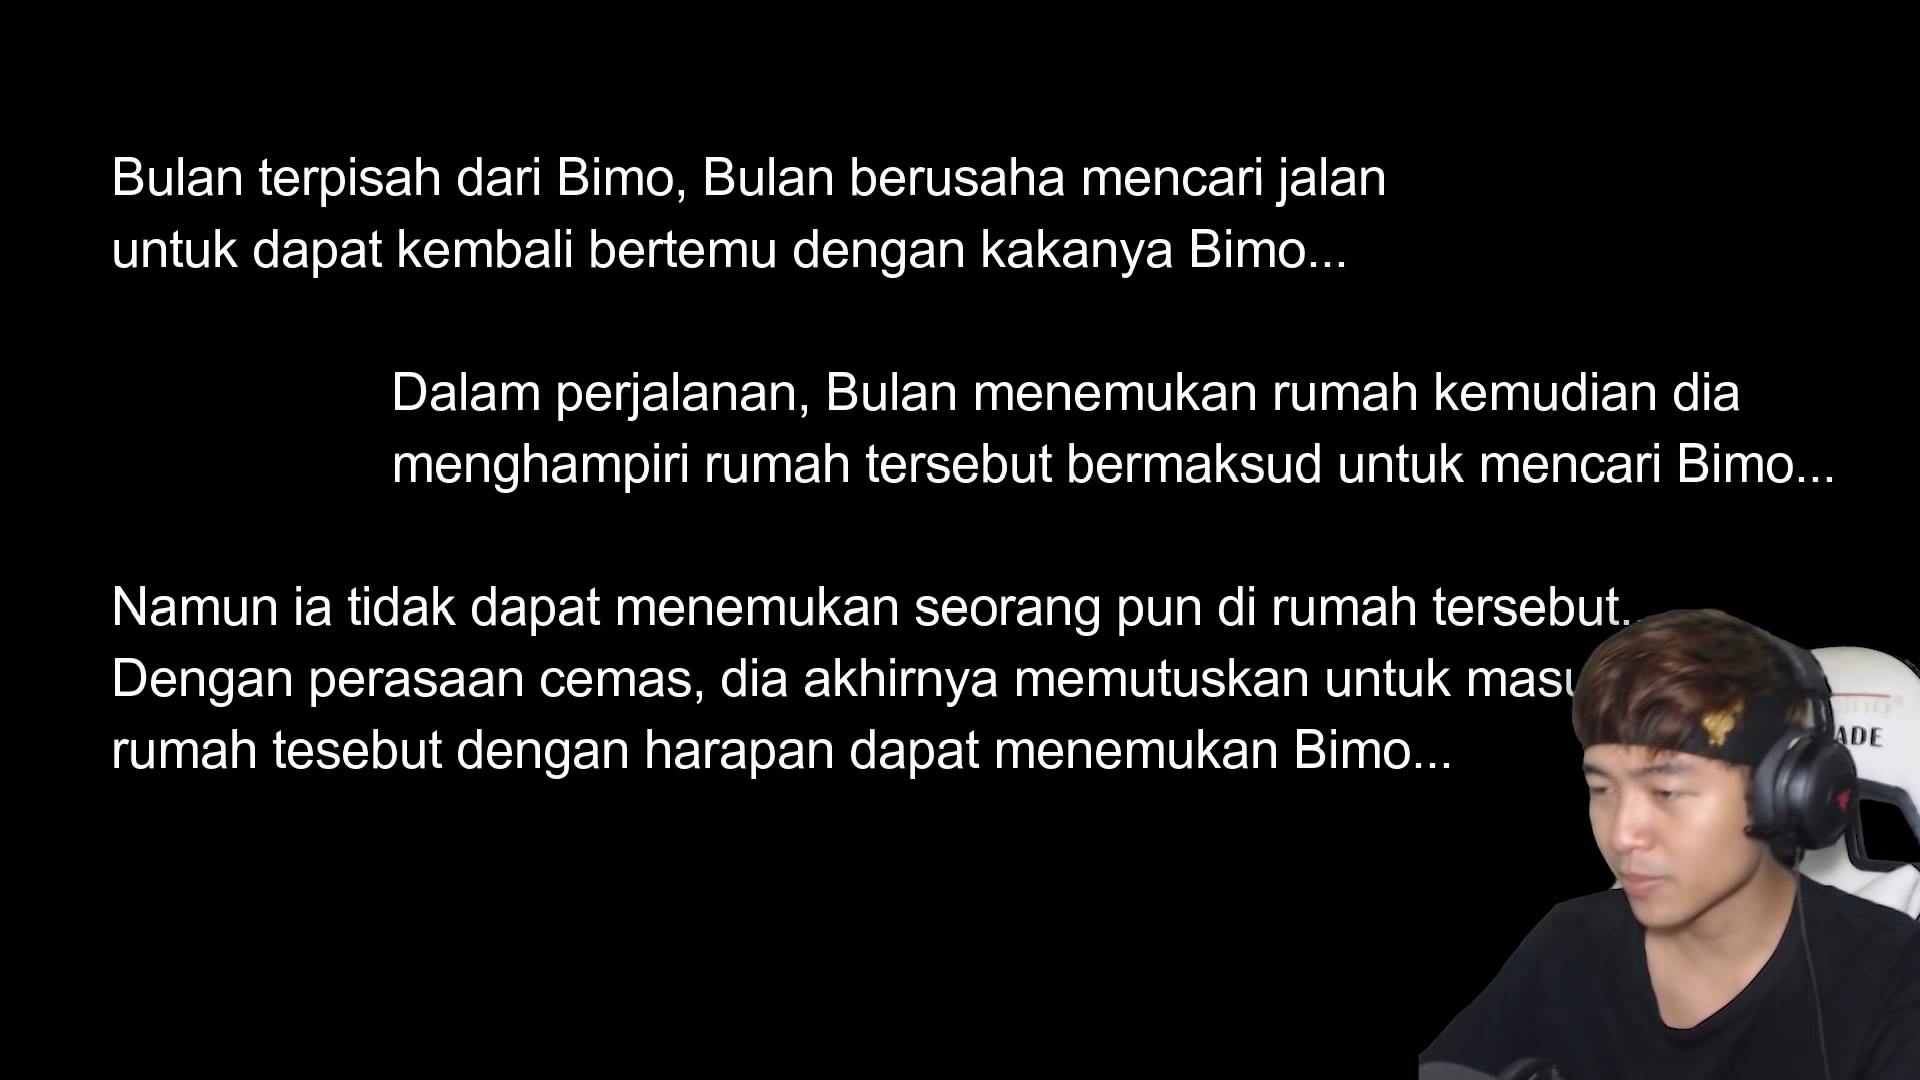 Bulan terpisah dari Bimo, Bulan berusaha mencari jalan
untuk dapat kembali bertemu dengan kakanya Bimo...
Dalam perjalanan, Bulan menemukan rumah kemudian dia
menghampiri rumah tersebut bermaksud untuk mencari Bimo...
Namun ia tidak dapat menemukan seorang pun di rumah tersebut..
Dengan perasaan cemas, dia akhirnya memutuskan untuk
rumah tesebut dengan harapan dapat menemukan Bimo...